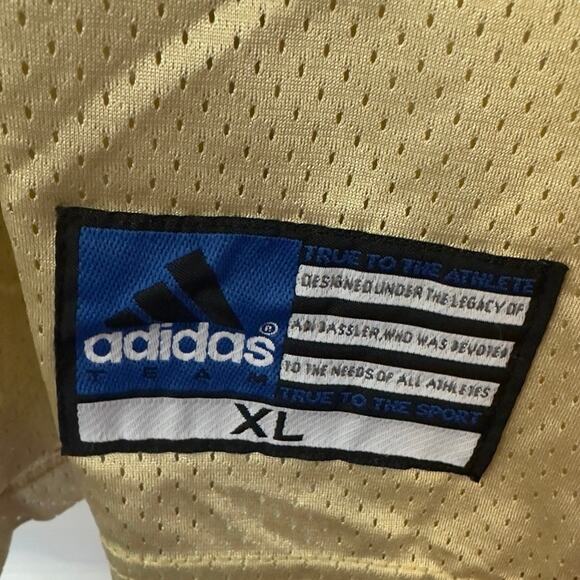 adidas®
TEAM
TRUE TO THE ATHLETE
DESIGNED UNDER THE LEGACY OF
ADI DASSLER, WHO WAS DEVOTED
TO THE NEEDS OF ALL ATHLETES
TRUE TO THE SPORT
XL